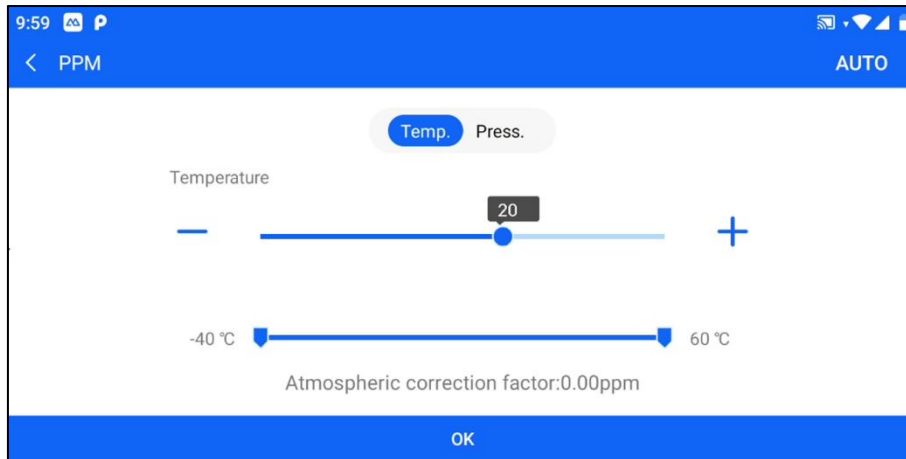 9:59 P
PPM AUTO
Temp. Press.
Temperature
20
-40 ℃ 60 ℃
Atmospheric correction factor:0.00ppm
OK